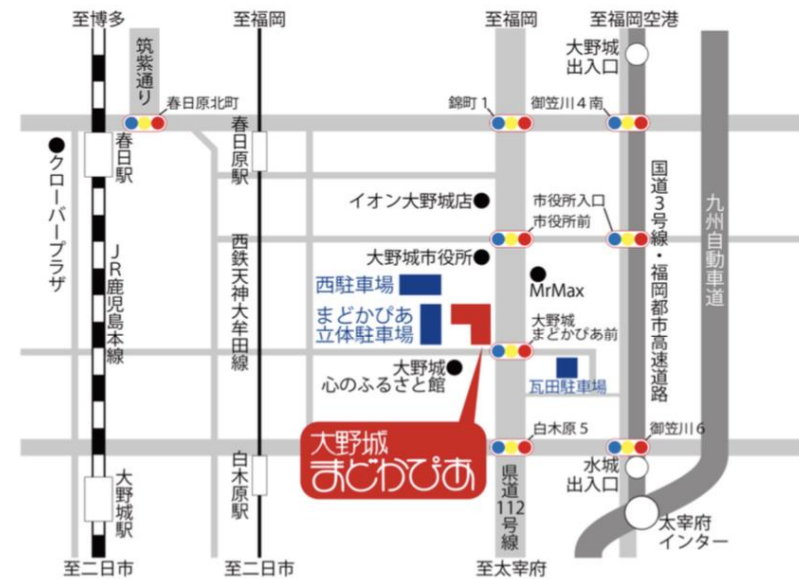 至博多
至福岡
至福岡
至福岡空港
筑紫通り
大野城
出入口
春日原北町
錦町1
御笠川4南
春日駅
春日原駅
クローバープラザ
イオン大野城店
市役所入口
市役所前
国道3号線・福岡都市高速道路
九州自動車道
JR鹿児島本線
西鉄天神大牟田線
大野城市役所
西駐車場
MrMax
まどかぴあ
立体駐車場
大野城
まどかぴあ前
大野城
心のふるさと館
瓦田駐車場
白木原5
御笠川6
大野城
まどかぴあ
大野城駅
白木原駅
県道112号線
水城
出入口
太宰府
インター
至二日市
至二日市
至太宰府